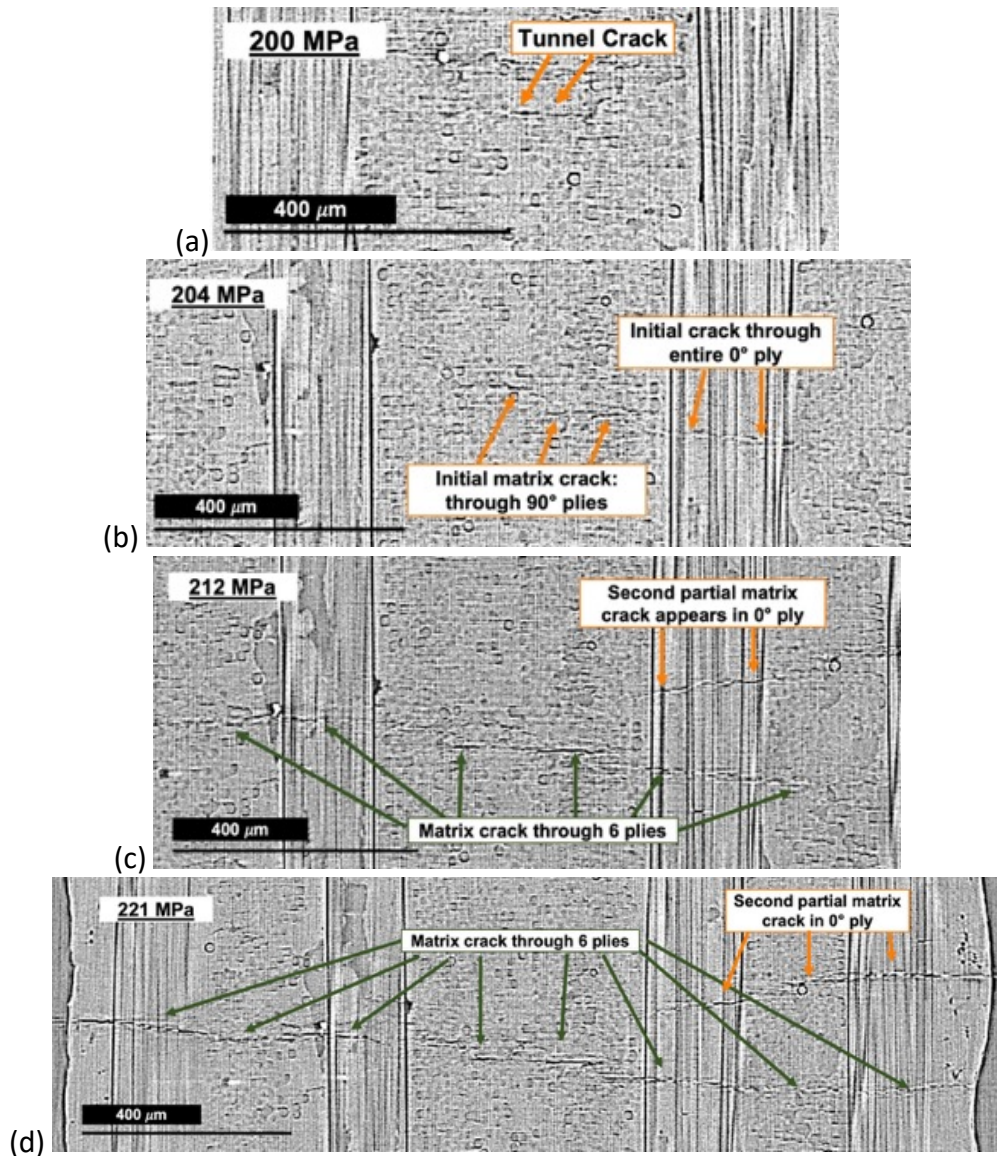 200 MPa
Tunnel Crack
400 μm
(a)
204 MPa
Initial crack through
entire 0° ply
Initial matrix crack:
through 90° plies
400 μm
(b)
212 MPa
Second partial matrix
crack appears in 0° ply
400 μm
Matrix crack through 6 plies
(c)
221 MPa
Second partial matrix
crack in 0° ply
Matrix crack through 6 plies
400 μm
(d)